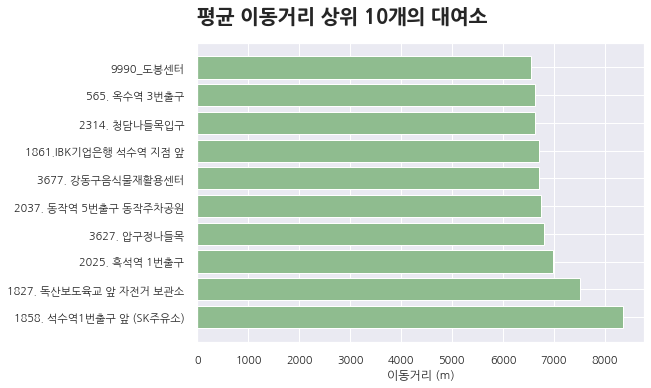 평균 이동거리 상위 10개의 대여소
9990_도봉센터
565. 옥수역 3번출구
2314. 청담나들목입구
1861.IBK기업은행 석수역 지점 앞
3677. 강동구음식물재활용센터
2037. 동작역 5번출구 동작주차공원
3627. 압구정나들목
2025. 흑석역 1번출구
1827. 독산보도육교 앞 자전거 보관소
1858. 석수역1번출구 앞 (SK주유소)
0 1000 2000 3000 4000 5000 6000 7000 8000
이동거리 (m)